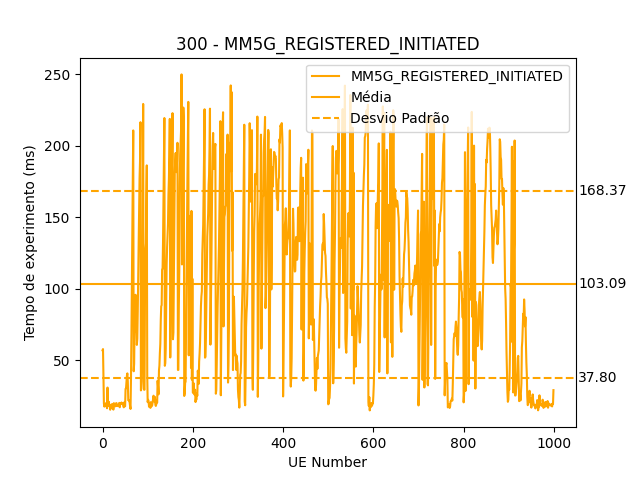 300 - MM5G_REGISTERED_INITIATED
MM5G_REGISTERED_INITIATED
Média
Desvio Padrão
Tempo de experimento (ms)
250
200
150
100
50
168.37
103.09
37.80
0 200 400 600 800 1000
UE Number